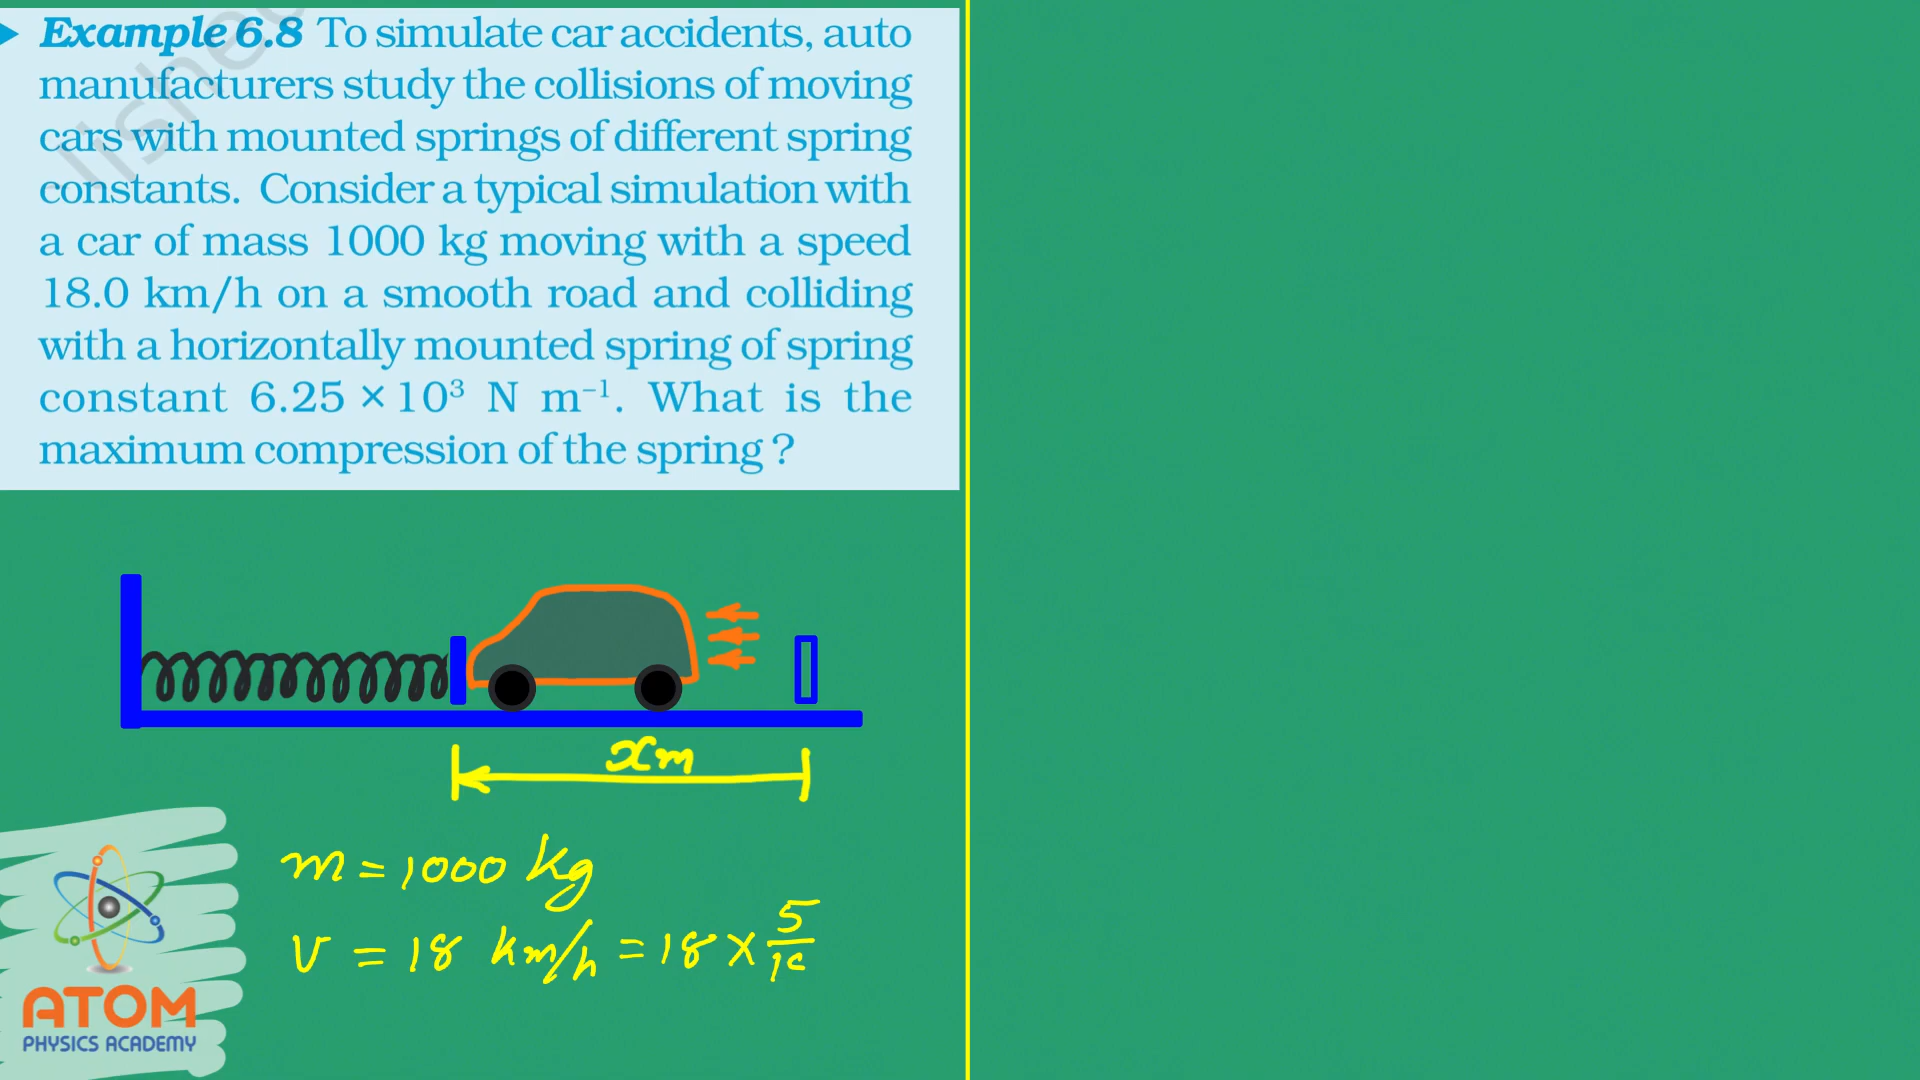 Example 6.8 To simulate car accidents, auto
manufacturers study the collisions of moving
cars with mounted springs of different spring
constants. Consider a typical simulation with
a car of mass 1000 kg moving with a speed
18.0 km/h on a smooth road and colliding
with a horizontally mounted spring of spring
constant 6.25 × 10³ N m⁻¹. What is the
maximum compression of the spring ?
xm
m = 1000 kg
v = 18 km/h = 18 × 5/1
ATOM
PHYSICS ACADEMY